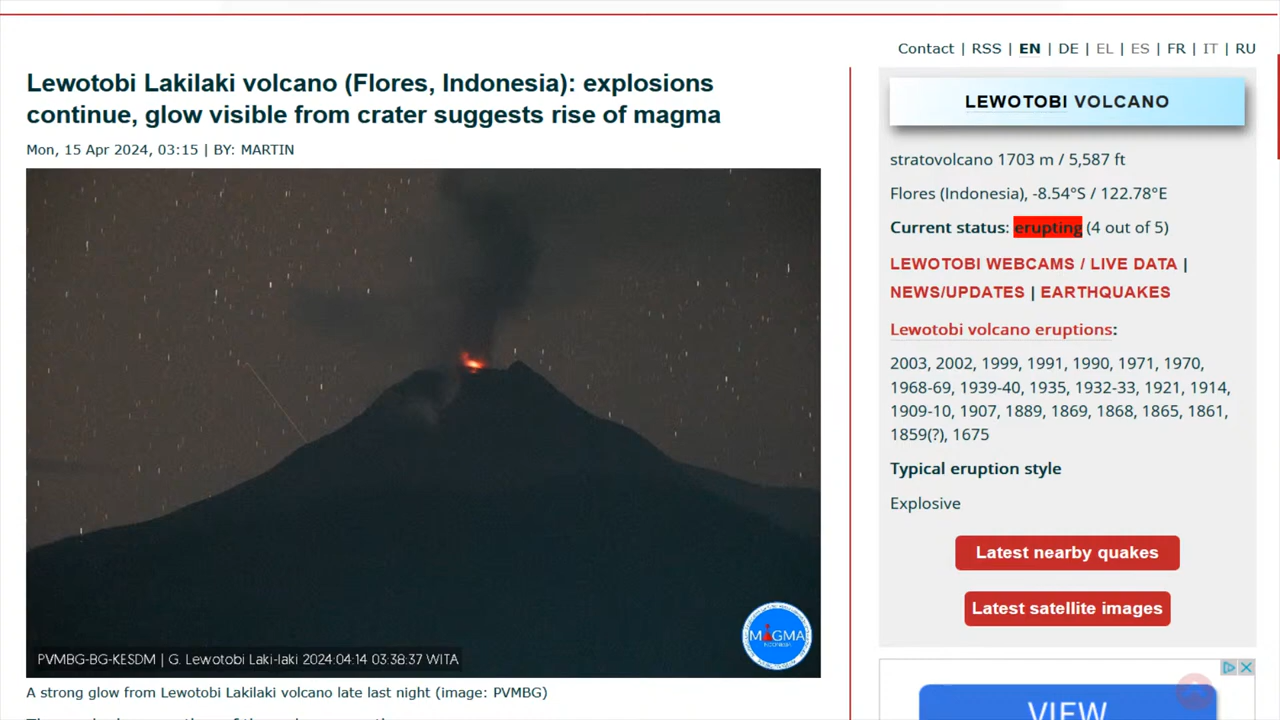 Contact | RSS | EN | DE | EL | ES | FR | IT | RU
Lewotobi Lakilaki volcano (Flores, Indonesia): explosions
continue, glow visible from crater suggests rise of magma
Mon, 15 Apr 2024, 03:15 | BY: MARTIN
PVMBG-BG-KESDM | G. Lewotobi Laki-laki 2024:04:14 03:38:37 WITA
MAGMA
INDONESIA
A strong glow from Lewotobi Lakilaki volcano late last night (image: PVMBG)
LEWOTOBI VOLCANO
stratovolcano 1703 m / 5,587 ft
Flores (Indonesia), -8.54°S / 122.78°E
Current status: erupting (4 out of 5)
LEWOTOBI WEBCAMS / LIVE DATA |
NEWS/UPDATES | EARTHQUAKES
Lewotobi volcano eruptions:
2003, 2002, 1999, 1991, 1990, 1971, 1970,
1968-69, 1939-40, 1935, 1932-33, 1921, 1914,
1909-10, 1907, 1889, 1869, 1868, 1865, 1861,
1859(?), 1675
Typical eruption style
Explosive
Latest nearby quakes
Latest satellite images
VIEW